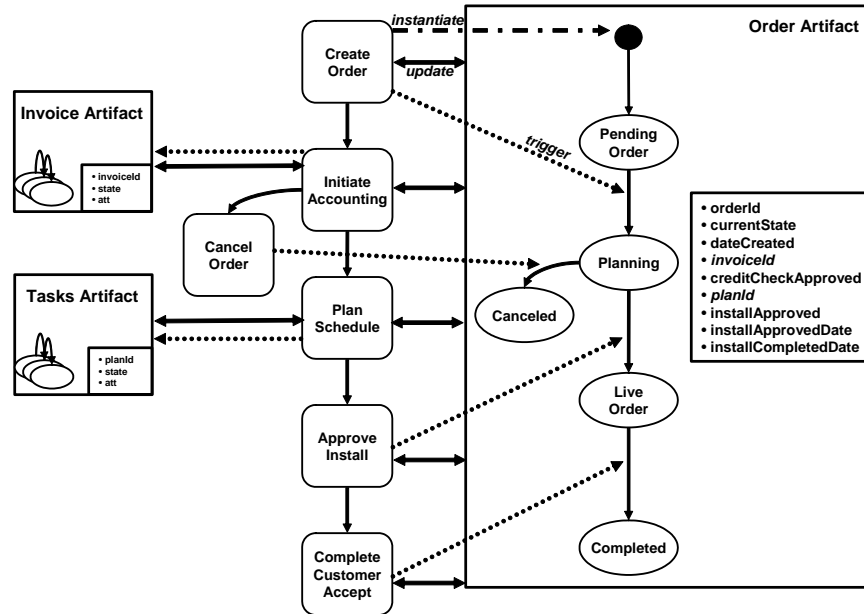 instantiate
Order Artifact
Create
Order
update
Invoice Artifact
• invoiceId
• state
• att
trigger
Pending
Order
Initiate
Accounting
• orderId
• currentState
• dateCreated
• invoiceId
• creditCheckApproved
• planId
• installApproved
• installApprovedDate
• installCompletedDate
Cancel
Order
Planning
Canceled
Tasks Artifact
• planId
• state
• att
Plan
Schedule
Live
Order
Approve
Install
Complete
Customer
Accept
Completed